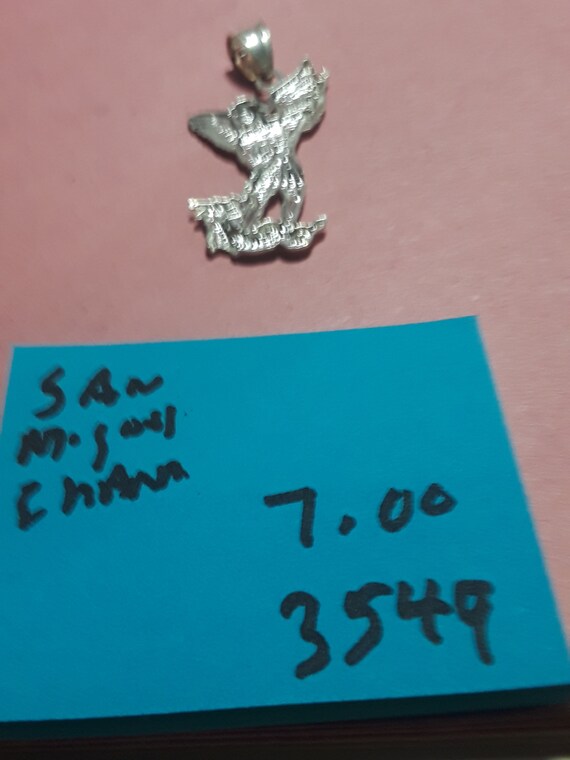 SAN
Miguel
CHARM
7.00
3549